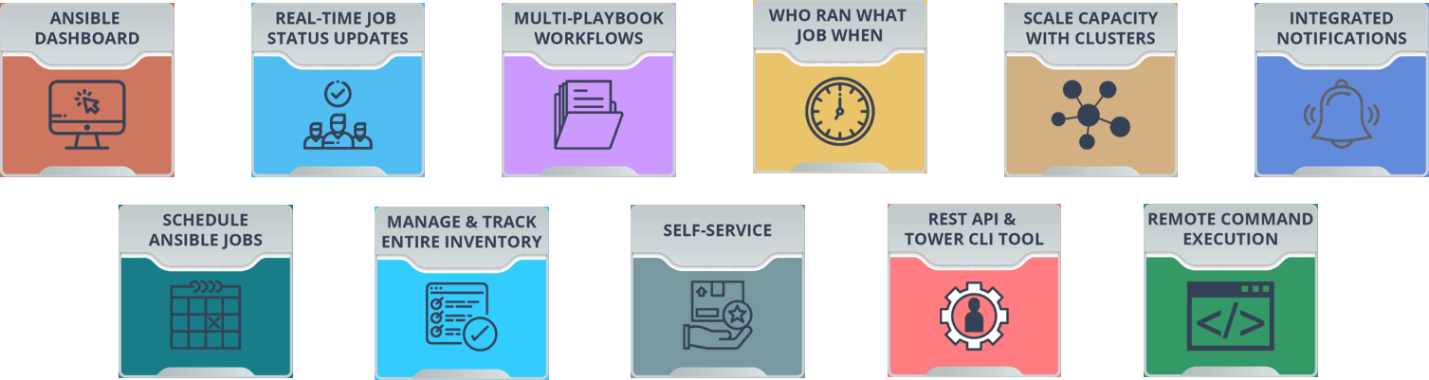 ANSIBLE
DASHBOARD
REAL-TIME JOB
STATUS UPDATES
MULTI-PLAYBOOK
WORKFLOWS
WHO RAN WHAT
JOB WHEN
SCALE CAPACITY
WITH CLUSTERS
INTEGRATED
NOTIFICATIONS
SCHEDULE
ANSIBLE JOBS
MANAGE & TRACK
ENTIRE INVENTORY
SELF-SERVICE
REST API &
TOWER CLI TOOL
REMOTE COMMAND
EXECUTION
</>